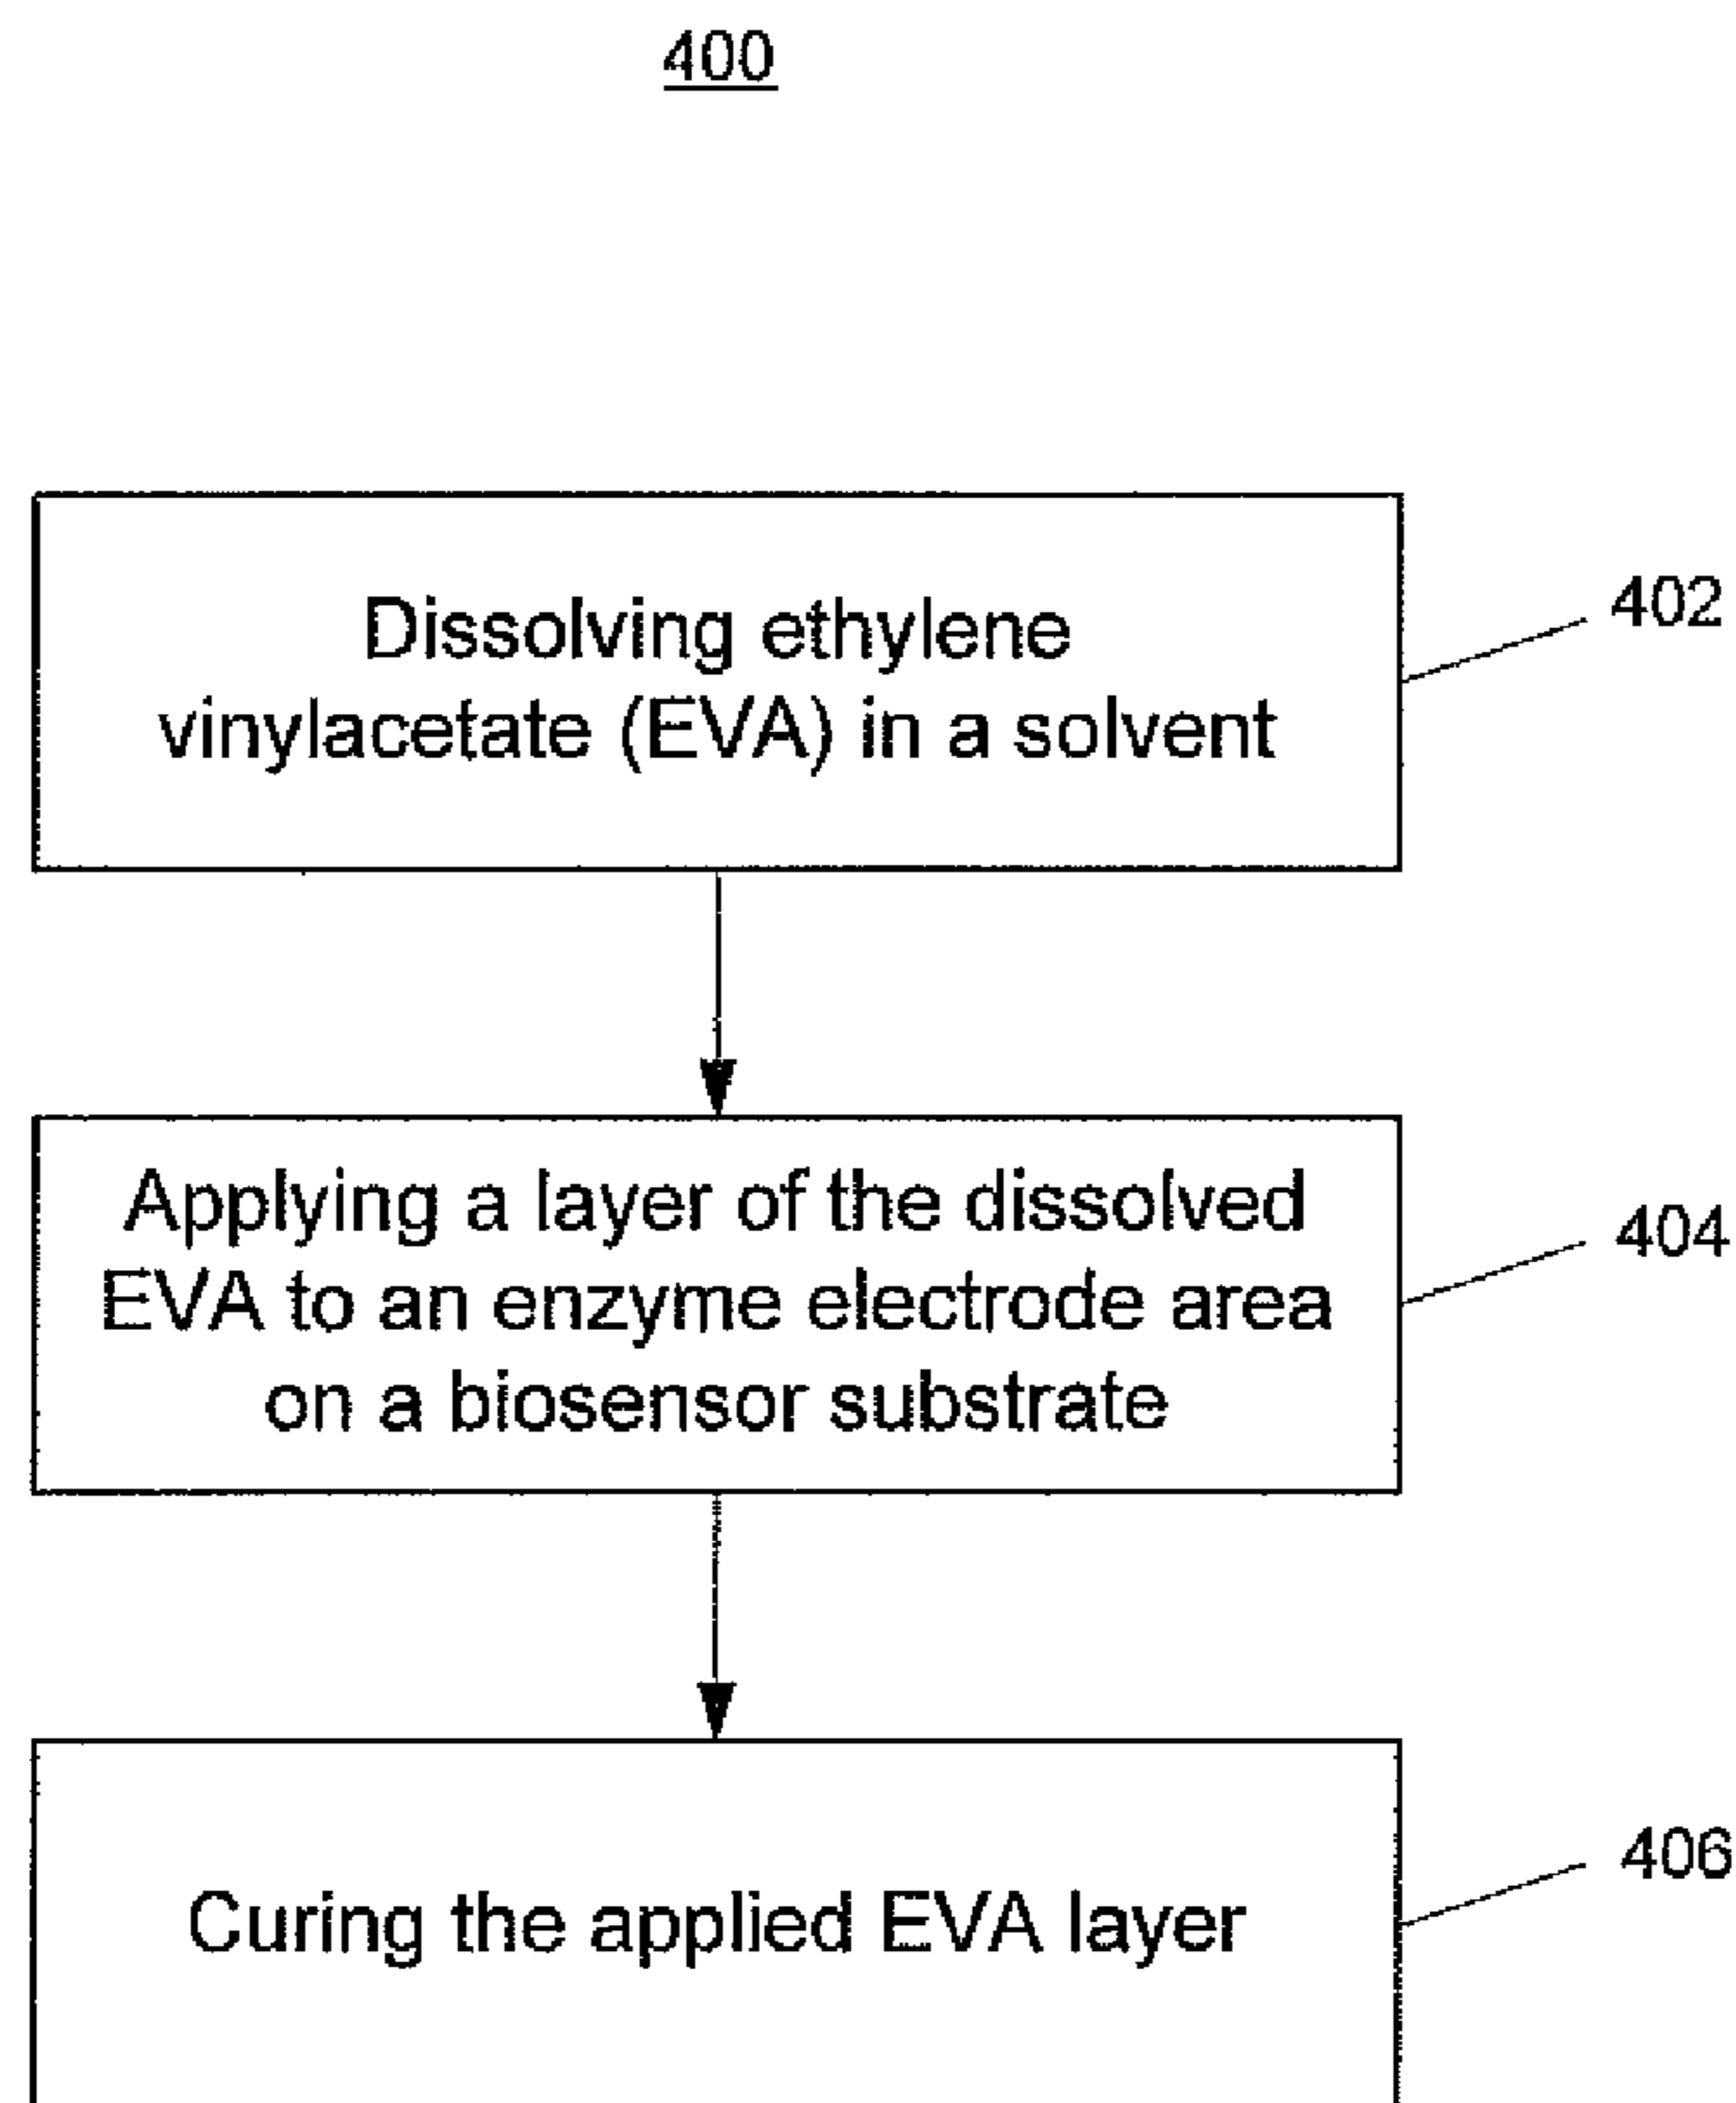 400
Dissolving ethylene
vinylacetate (EVA) in a solvent
402
Applying a layer of the dissolved
EVA to an enzyme electrode area
on a biosensor substrate
404
Curing the applied EVA layer
406